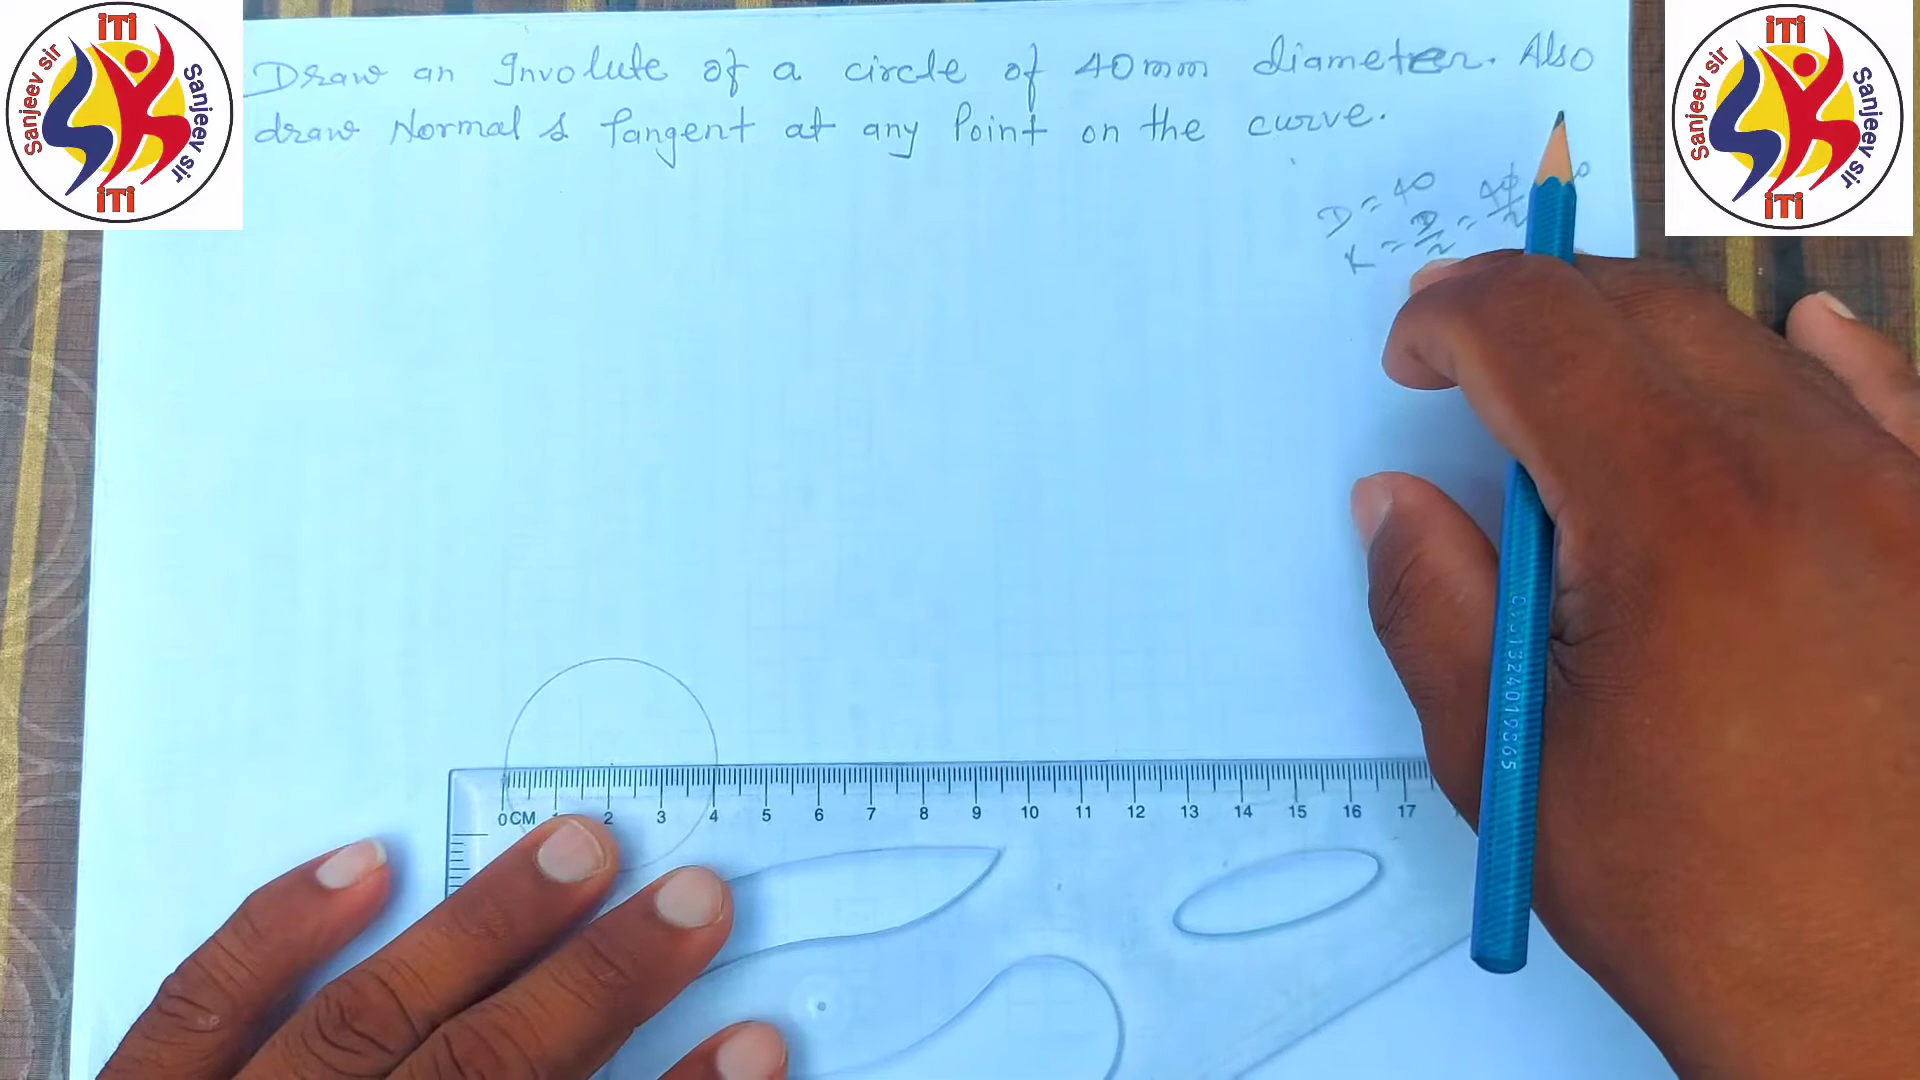 iTi
Sanjeev sir
Sanjeev sir
iTi
iTi
Sanjeev sir
Sanjeev sir
iTi
Draw an Involute of a circle of 40mm diameter. Also
draw Normal & Tangent at any Point on the curve.
D = 40
R = D/2 =
0CM 1 2 3 4 5 6 7 8 9 10 11 12 13 14 15 16 17